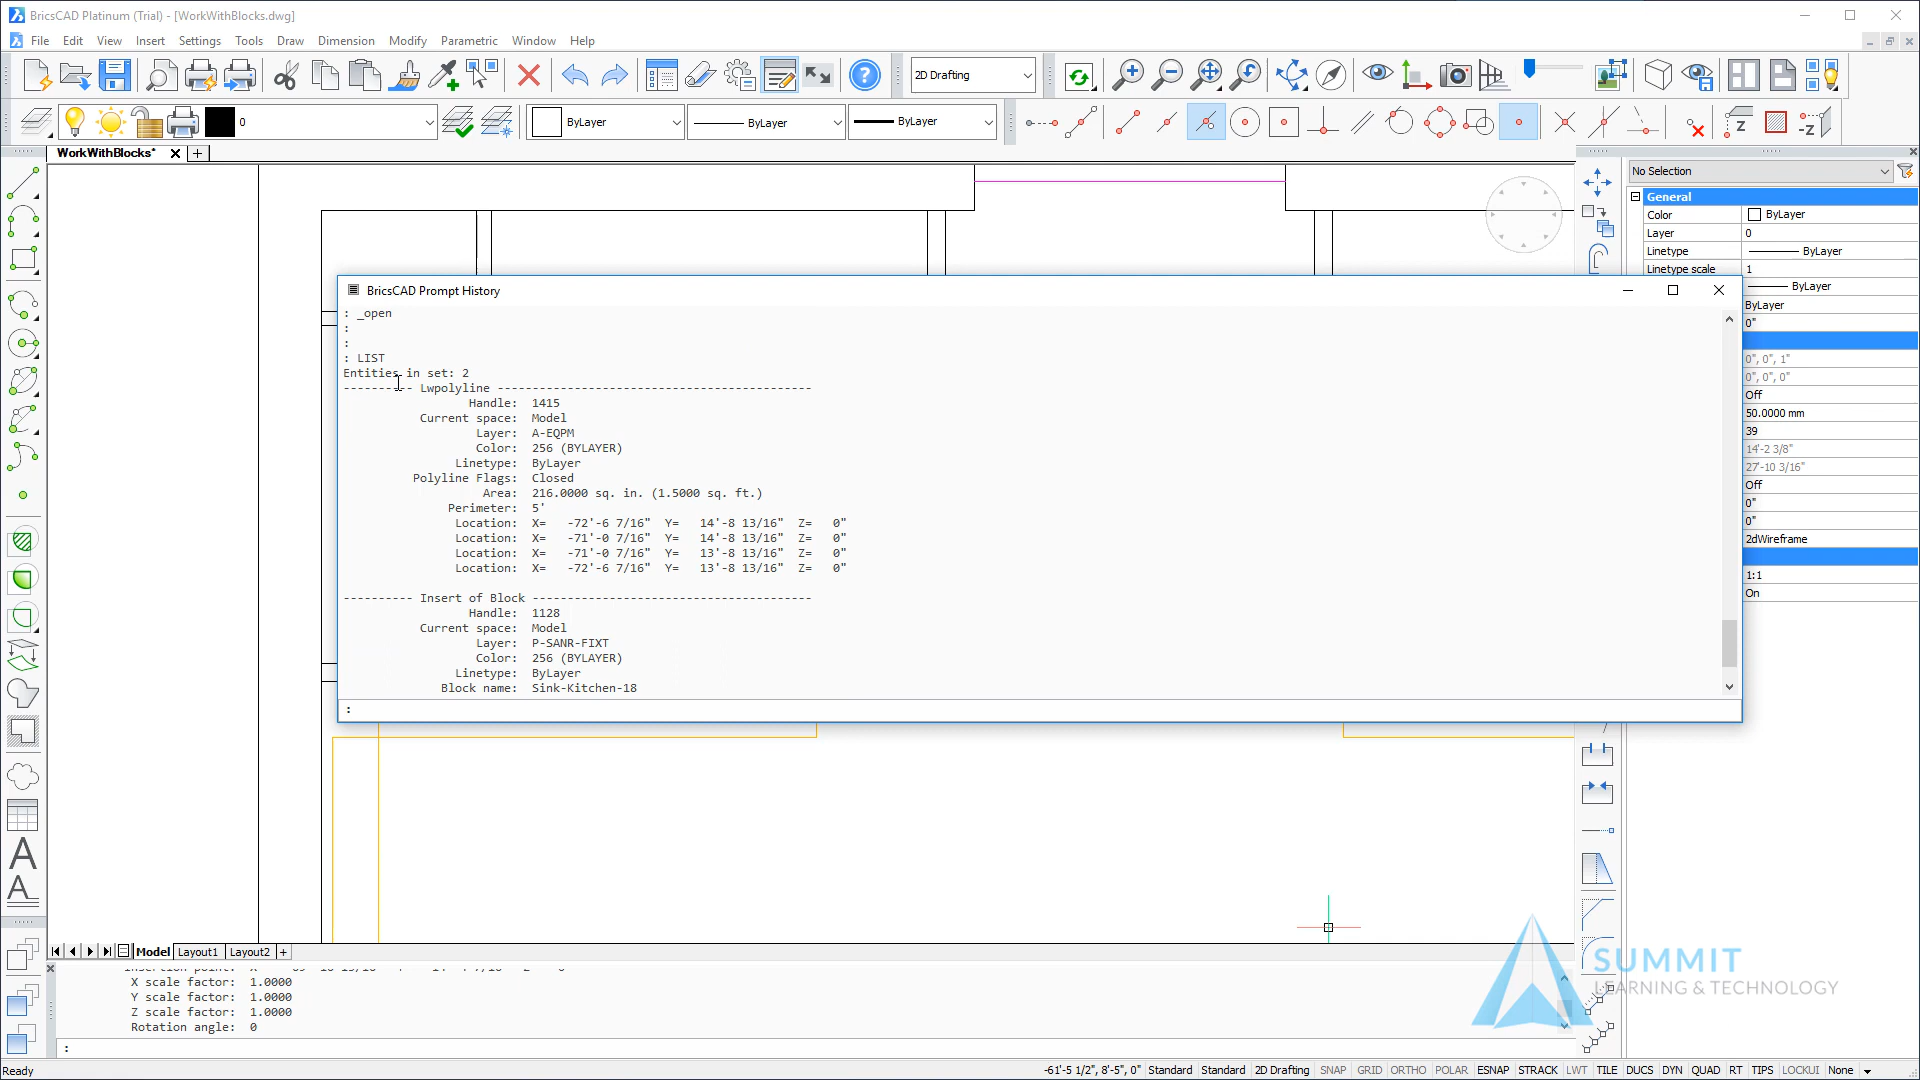 BricsCAD Platinum (Trial) - [WorkWithBlocks.dwg]
File Edit View Insert Settings Tools Draw Dimension Modify Parametric Window Help
2D Drafting
0 ByLayer ByLayer ByLayer
WorkWithBlocks*
No Selection
General
Color ByLayer
Layer 0
Linetype ByLayer
Linetype scale 1
ByLayer
ByLayer
0"
0", 0", 1"
0", 0", 0"
Off
50.0000 mm
39
14'-2 3/8"
27'-10 3/16"
Off
0"
0"
2dWireframe
1:1
On
BricsCAD Prompt History
: _open
:
:
: LIST
Entities in set: 2
---------- Lwpolyline ---------------------------------------------
Handle: 1415
Current space: Model
Layer: A-EQPM
Color: 256 (BYLAYER)
Linetype: ByLayer
Polyline Flags: Closed
Area: 216.0000 sq. in. (1.5000 sq. ft.)
Perimeter: 5'
Location: X= -72'-6 7/16" Y= 14'-8 13/16" Z= 0"
Location: X= -71'-0 7/16" Y= 14'-8 13/16" Z= 0"
Location: X= -71'-0 7/16" Y= 13'-8 13/16" Z= 0"
Location: X= -72'-6 7/16" Y= 13'-8 13/16" Z= 0"
---------- Insert of Block ----------------------------------------
Handle: 1128
Current space: Model
Layer: P-SANR-FIXT
Color: 256 (BYLAYER)
Linetype: ByLayer
Block name: Sink-Kitchen-18
:
Model Layout1 Layout2
X scale factor: 1.0000
Y scale factor: 1.0000
Z scale factor: 1.0000
Rotation angle: 0
:
SUMMIT
LEARNING & TECHNOLOGY
Ready
-61'-5 1/2", 8'-5", 0" Standard Standard 2D Drafting SNAP GRID ORTHO POLAR ESNAP STRACK LWT TILE DUCS DYN QUAD RT TIPS LOCKUI None